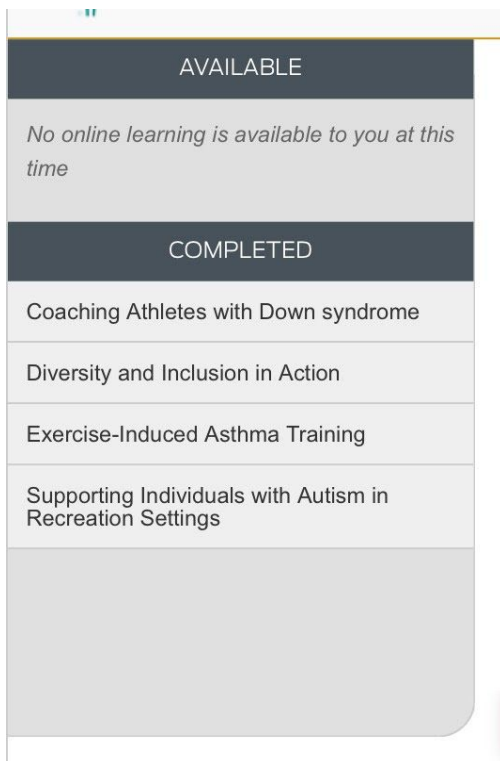 AVAILABLE
No online learning is available to you at this
time
COMPLETED
Coaching Athletes with Down syndrome
Diversity and Inclusion in Action
Exercise-Induced Asthma Training
Supporting Individuals with Autism in
Recreation Settings